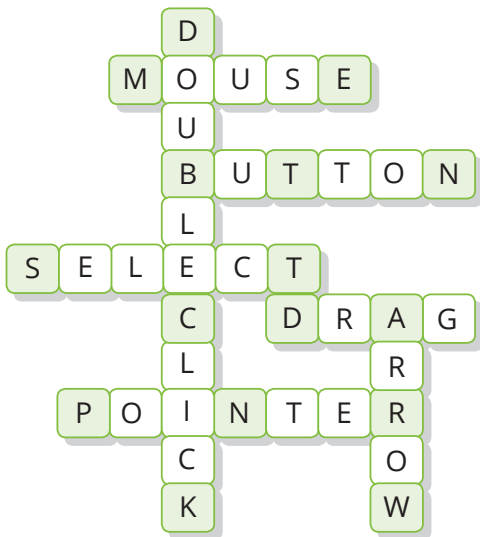 D
MOUSE
U
BUTTON
L
SELECT
C DRAG
L R
POINTER
C O
K W